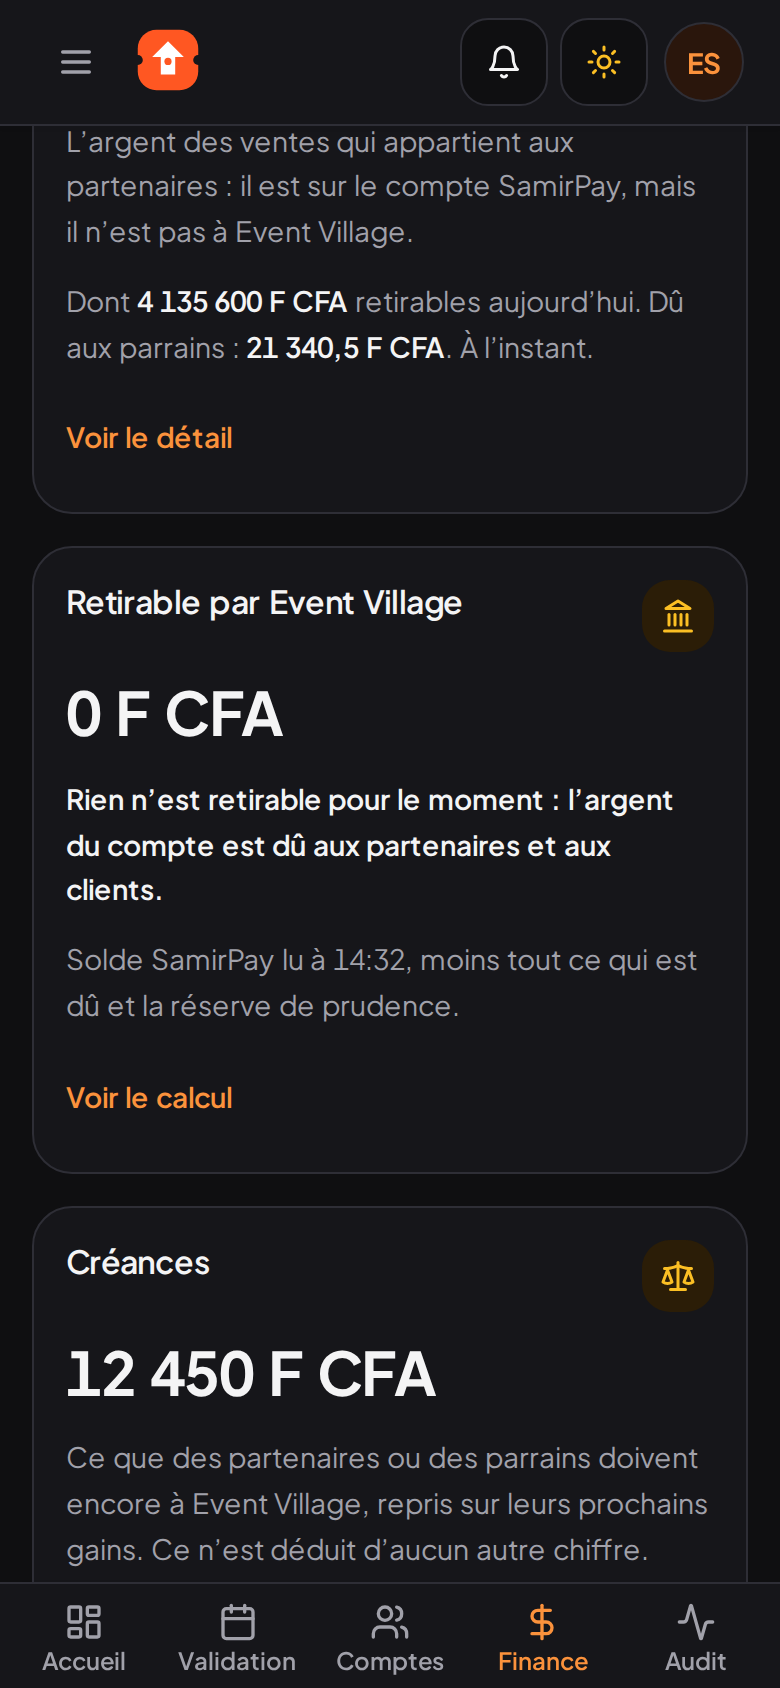 ES
L’argent des ventes qui appartient aux
partenaires : il est sur le compte SamirPay, mais
il n’est pas à Event Village.
Dont 4 135 600 F CFA retirables aujourd’hui. Dû
aux parrains : 21 340,5 F CFA. À l’instant.
Voir le détail
Retirable par Event Village
0 F CFA
Rien n’est retirable pour le moment : l’argent
du compte est dû aux partenaires et aux
clients.
Solde SamirPay lu à 14:32, moins tout ce qui est
dû et la réserve de prudence.
Voir le calcul
Créances
12 450 F CFA
Ce que des partenaires ou des parrains doivent
encore à Event Village, repris sur leurs prochains
gains. Ce n’est déduit d’aucun autre chiffre.
Accueil
Validation
Comptes
Finance
Audit